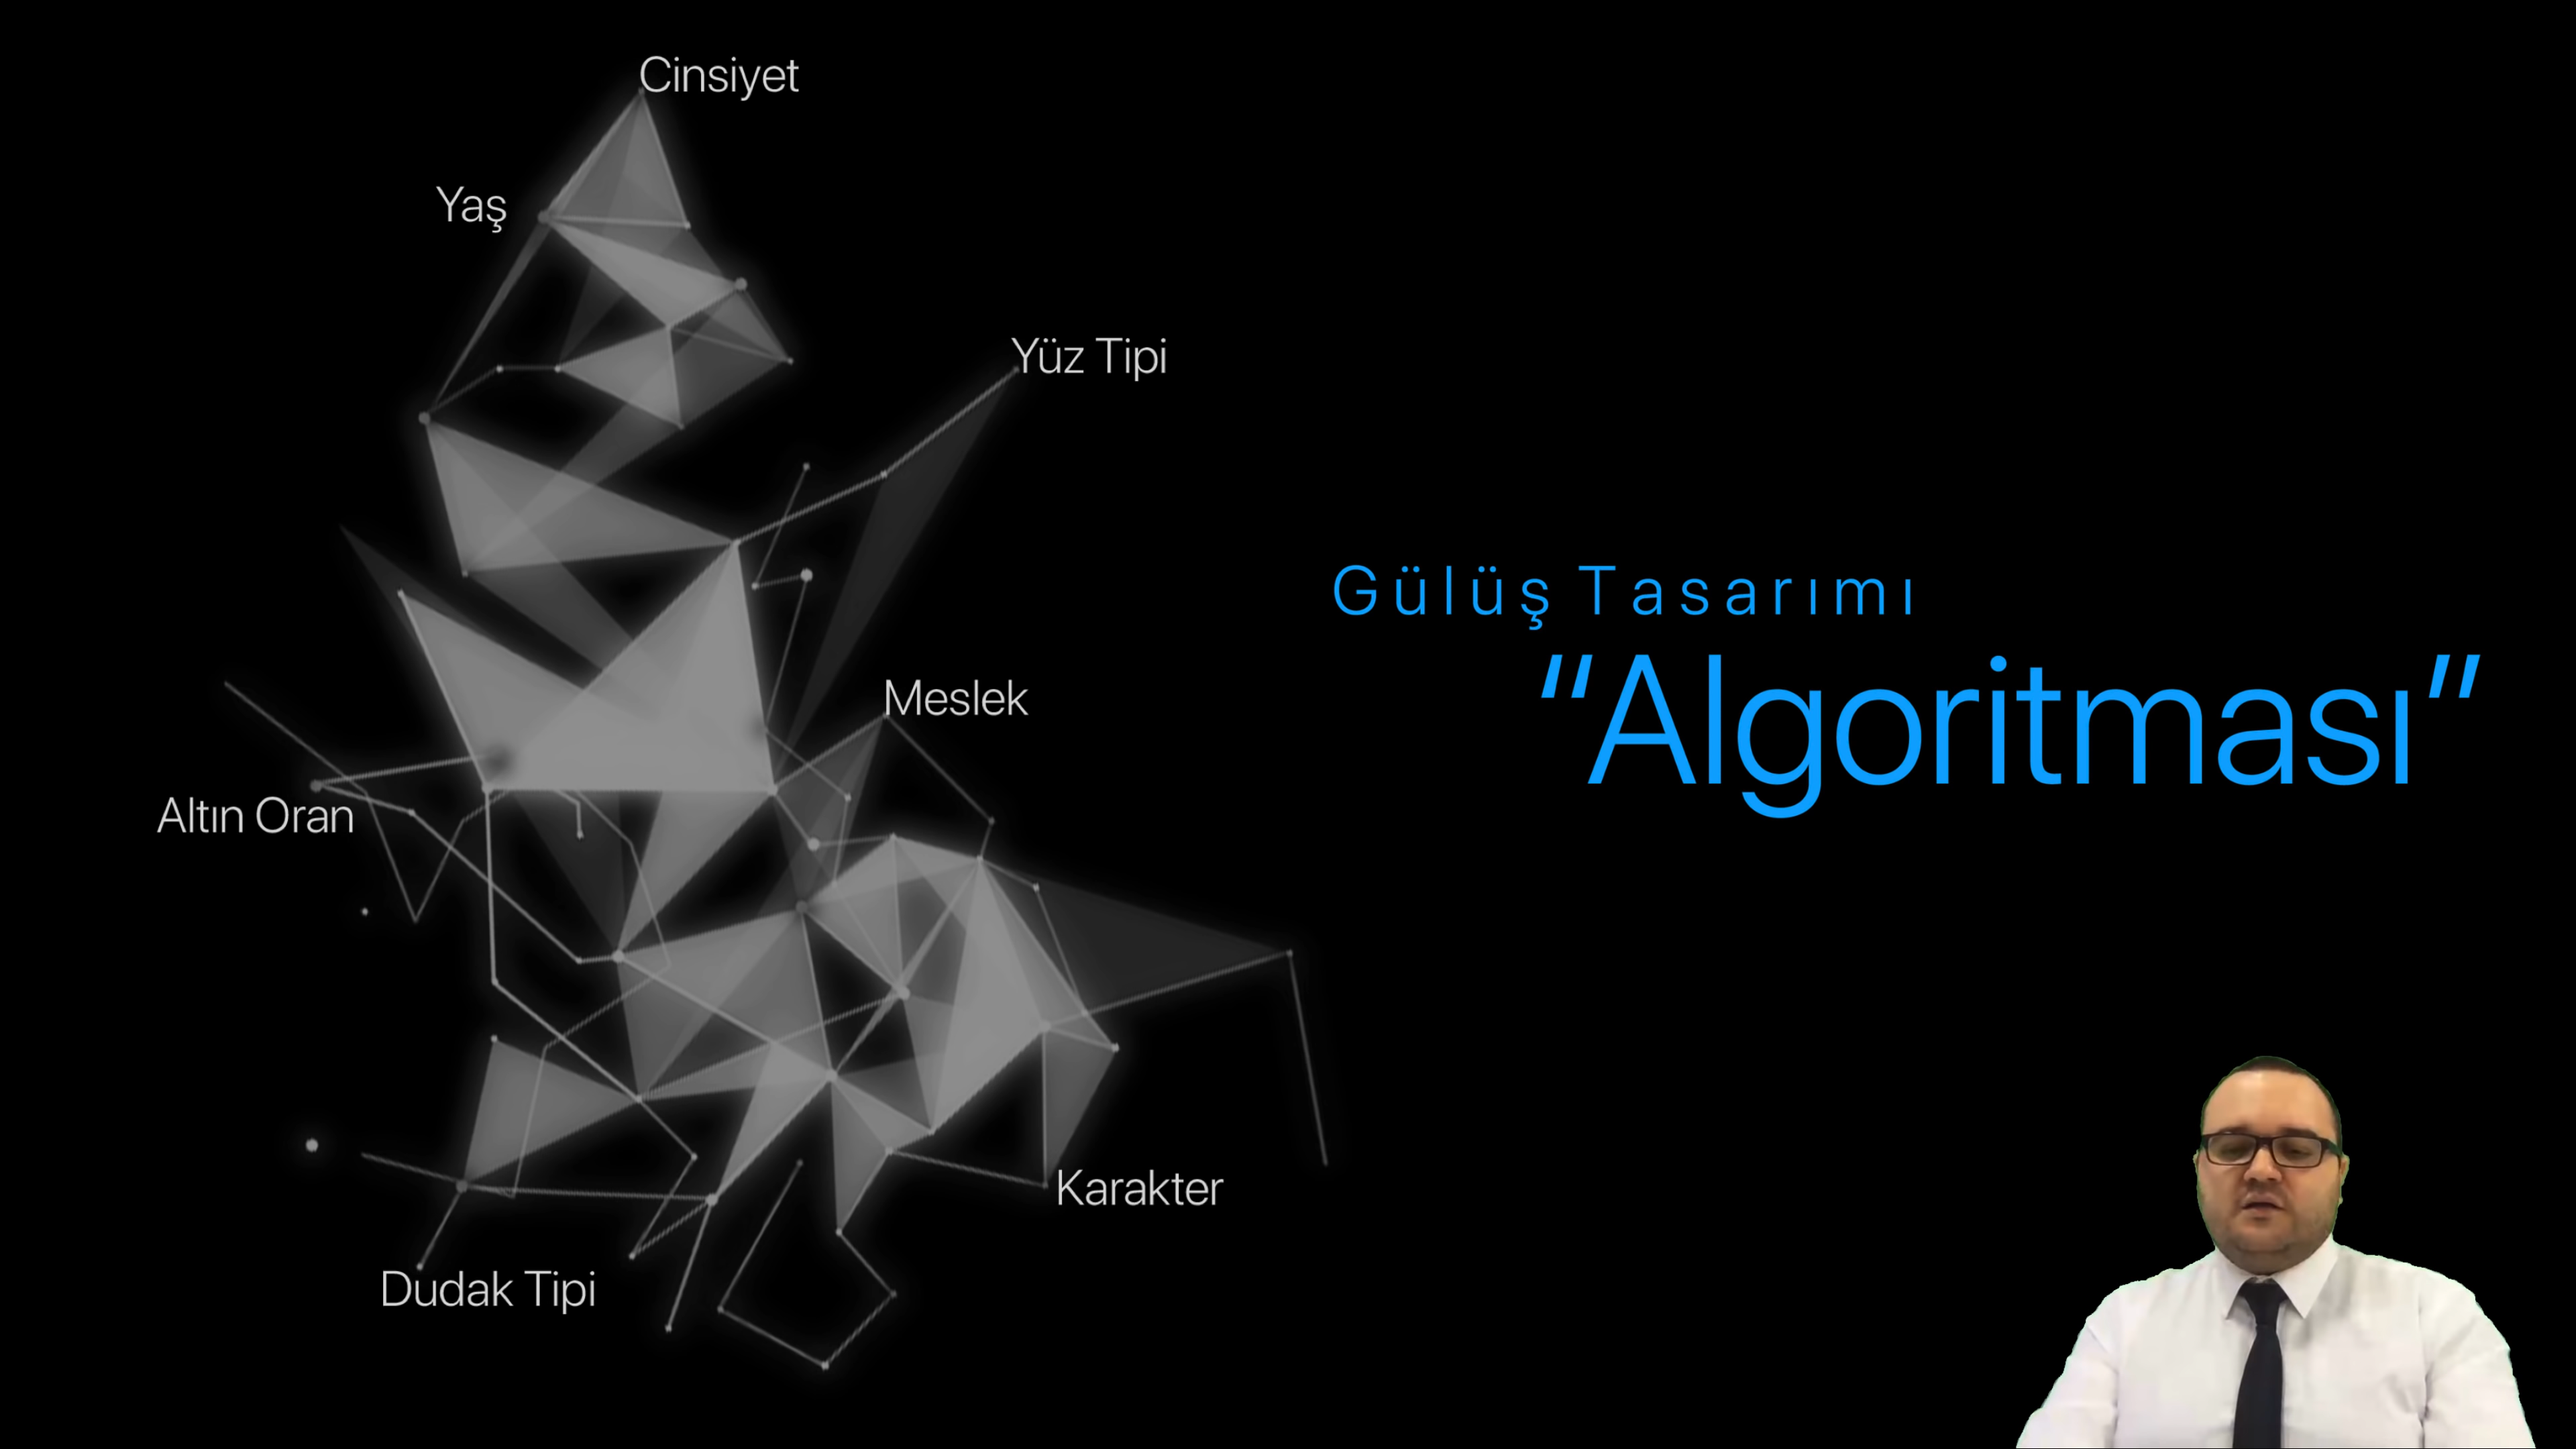 Cinsiyet
Yaş
Yüz Tipi
Meslek
Altın Oran
Karakter
Dudak Tipi
Gülüş Tasarımı
“Algoritması”